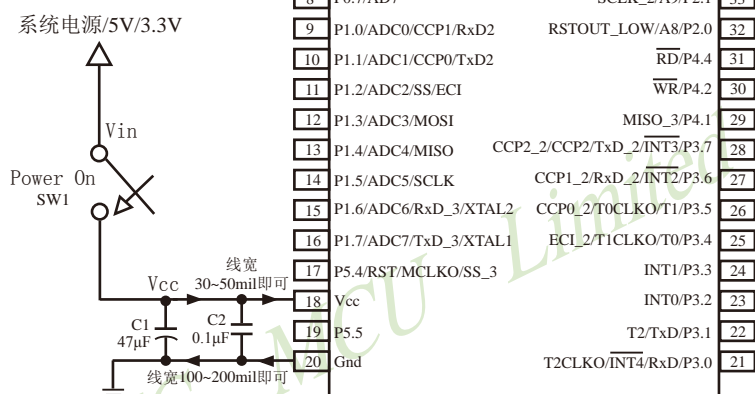 系统电源/5V/3.3V
Vin
Power On
SW1
Vcc
线宽
30~50mil即可
C1
47μF
C2
0.1μF
线宽100~200mil即可
8 P0.7/AD7
9 P1.0/ADC0/CCP1/RxD2
10 P1.1/ADC1/CCP0/TxD2
11 P1.2/ADC2/SS/ECI
12 P1.3/ADC3/MOSI
13 P1.4/ADC4/MISO
14 P1.5/ADC5/SCLK
15 P1.6/ADC6/RxD_3/XTAL2
16 P1.7/ADC7/TxD_3/XTAL1
17 P5.4/RST/MCLKO/SS_3
18 Vcc
19 P5.5
20 Gnd
SCLK_2/A9/P2.1 33
RSTOUT_LOW/A8/P2.0 32
RD/P4.4 31
WR/P4.2 30
MISO_3/P4.1 29
CCP2_2/CCP2/TxD_2/INT3/P3.7 28
CCP1_2/RxD_2/INT2/P3.6 27
CCP0_2/T0CLKO/T1/P3.5 26
ECI_2/T1CLKO/T0/P3.4 25
INT1/P3.3 24
INT0/P3.2 23
T2/TxD/P3.1 22
T2CLKO/INT4/RxD/P3.0 21
MCU Limited